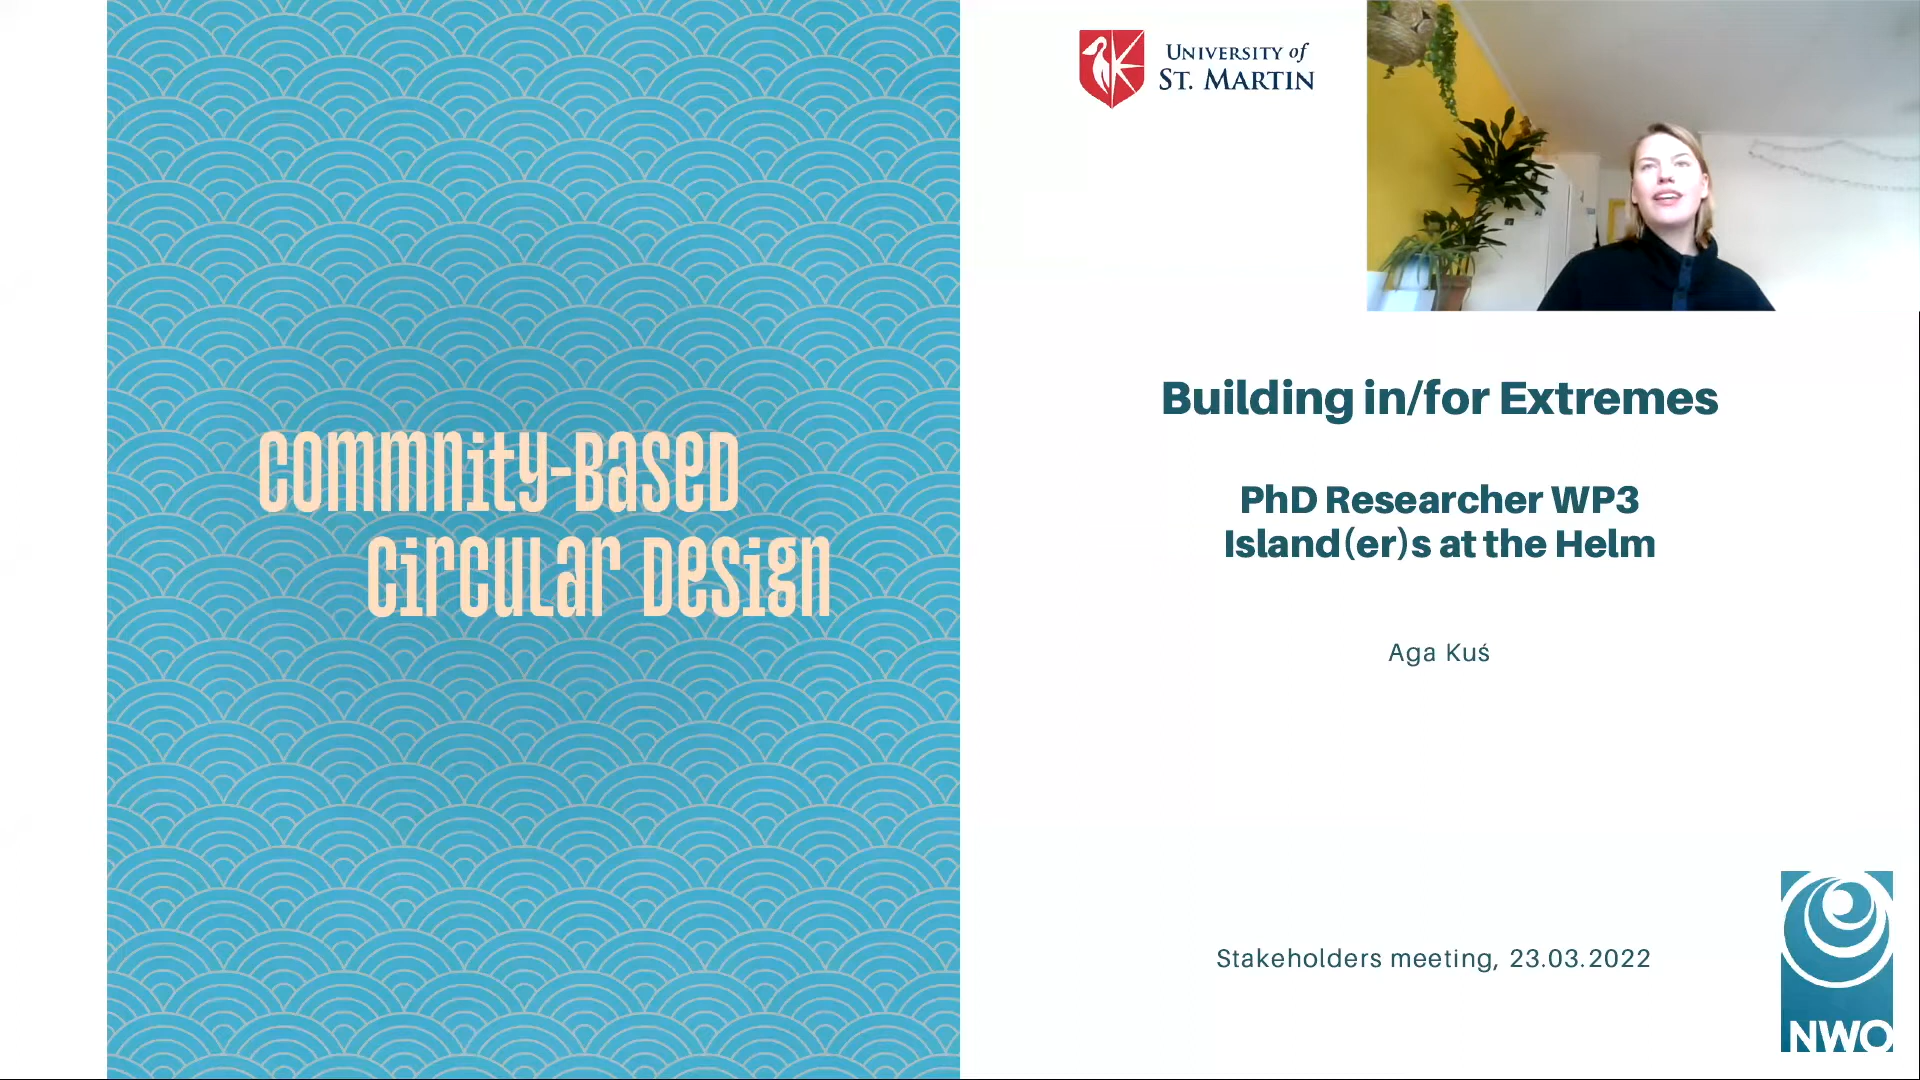 Commnity-Based
Circular Design
University of
St. Martin
Building in/for Extremes
PhD Researcher WP3
Island(er)s at the Helm
Aga Kuś
Stakeholders meeting, 23.03.2022
NWO